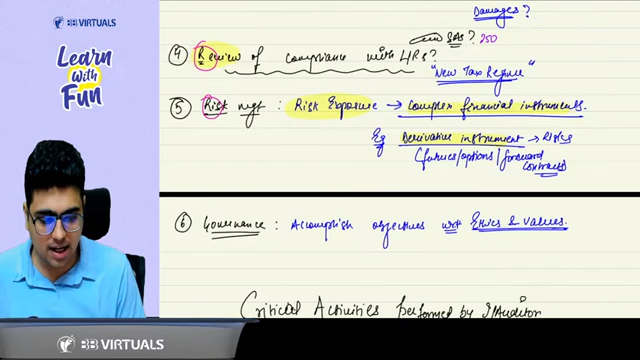 BB VIRTUALS
Learn
With
Fun
Damages?
SAS? 250
④ Review of compliance with LRs?
"New Tax Regime"
⑤ Risk mgt : Risk Exposure → Complex financial instruments.
Eg Derivative instrument → Risks
(futures/options/forward
contracts)
⑥ Governance : Accomplish objectives with Ethics & values.
Critical Activities performed by I/Auditor
BB VIRTUALS